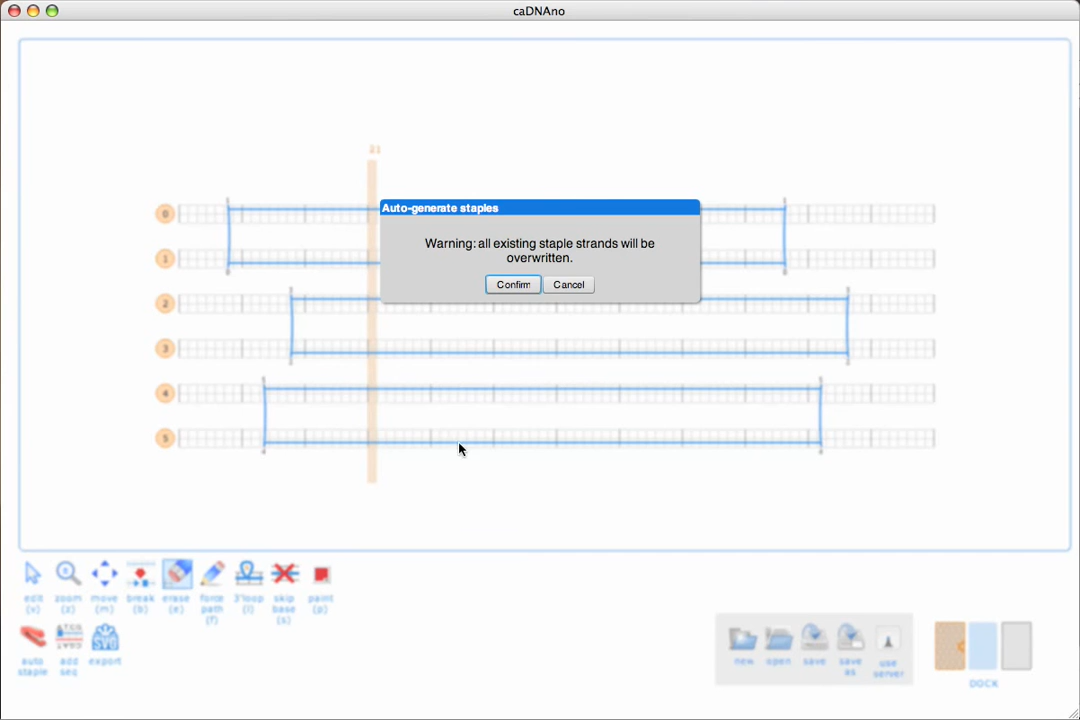 caDNAno
21
0
1
2
3
4
5
Auto-generate staples
Warning: all existing staple strands will be
overwritten.
Confirm Cancel
edit (v) zoom (z) move (m) break (b) erase (e) force path (f) 3'loop (l) skip base (s) paint (p)
auto staple add seq export
SVG
new open save save as use server
DOCK